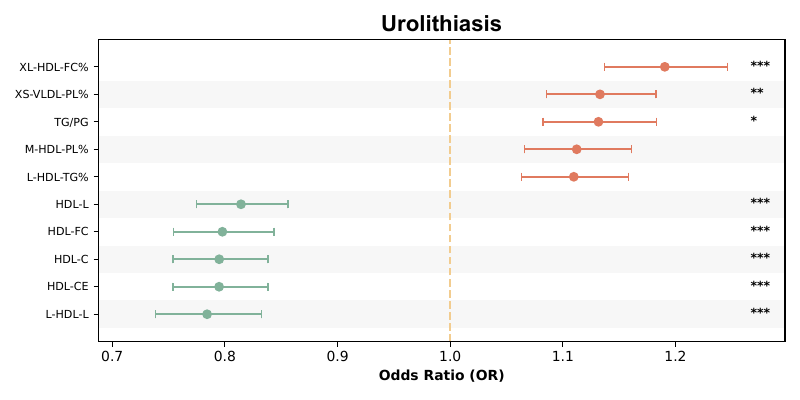 Urolithiasis
XL-HDL-FC% ***
XS-VLDL-PL% **
TG/PG *
M-HDL-PL%
L-HDL-TG%
HDL-L ***
HDL-FC ***
HDL-C ***
HDL-CE ***
L-HDL-L ***
0.7 0.8 0.9 1.0 1.1 1.2
Odds Ratio (OR)